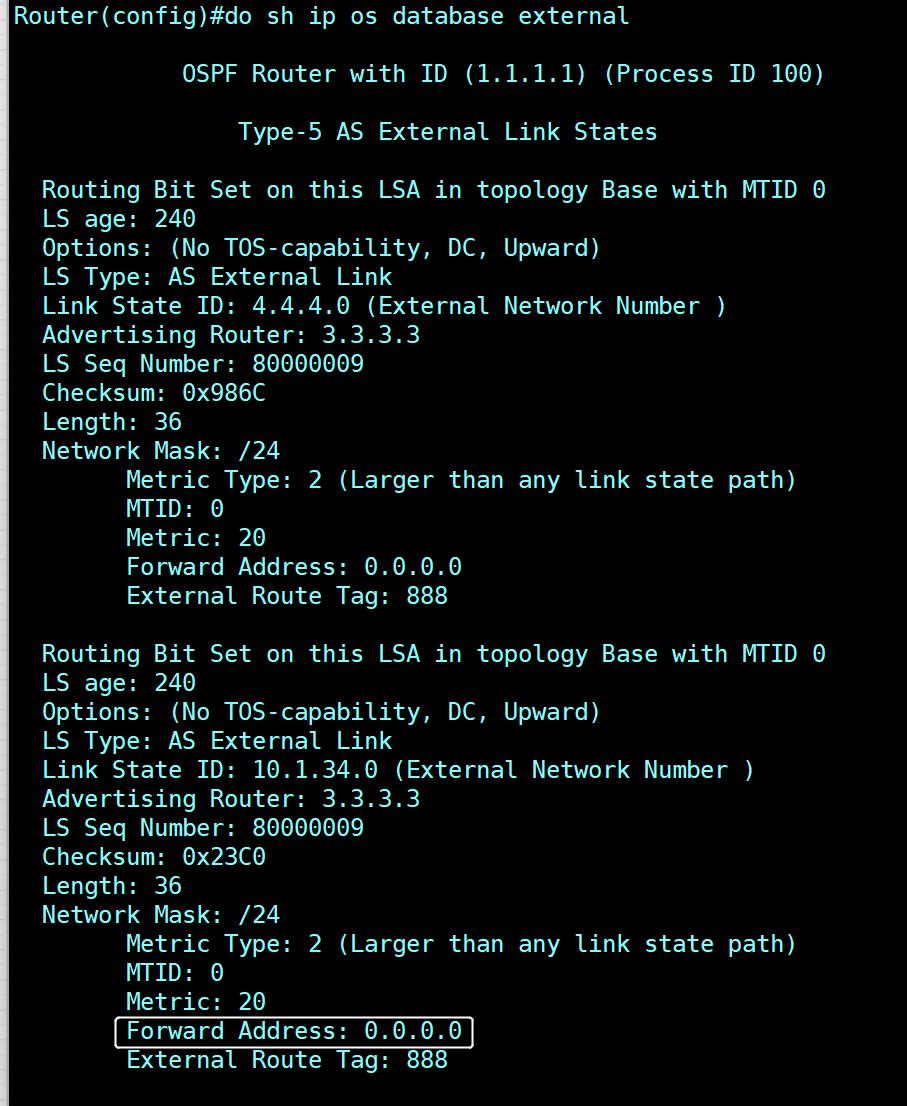 Router(config)#do sh ip os database external
OSPF Router with ID (1.1.1.1) (Process ID 100)
Type-5 AS External Link States
Routing Bit Set on this LSA in topology Base with MTID 0
LS age: 240
Options: (No TOS-capability, DC, Upward)
LS Type: AS External Link
Link State ID: 4.4.4.0 (External Network Number )
Advertising Router: 3.3.3.3
LS Seq Number: 80000009
Checksum: 0x986C
Length: 36
Network Mask: /24
Metric Type: 2 (Larger than any link state path)
MTID: 0
Metric: 20
Forward Address: 0.0.0.0
External Route Tag: 888
Routing Bit Set on this LSA in topology Base with MTID 0
LS age: 240
Options: (No TOS-capability, DC, Upward)
LS Type: AS External Link
Link State ID: 10.1.34.0 (External Network Number )
Advertising Router: 3.3.3.3
LS Seq Number: 80000009
Checksum: 0x23C0
Length: 36
Network Mask: /24
Metric Type: 2 (Larger than any link state path)
MTID: 0
Metric: 20
Forward Address: 0.0.0.0
External Route Tag: 888